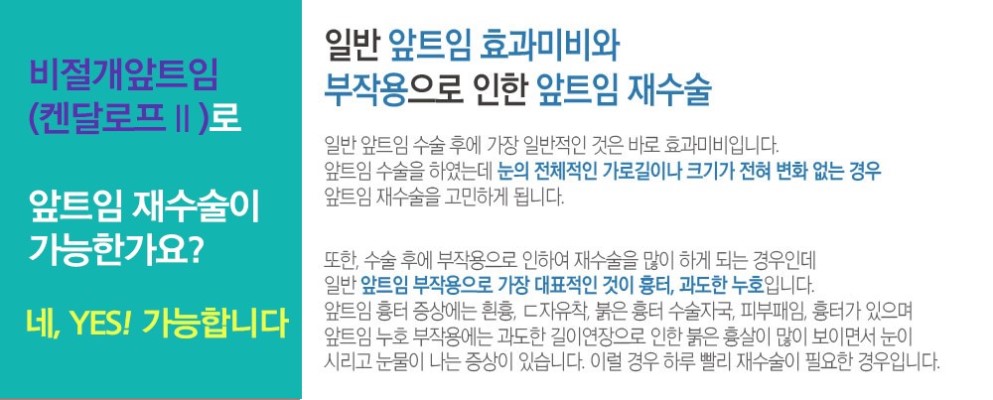 비절개앞트임
(켄달로프Ⅱ)로
앞트임 재수술이
가능한가요?
네, YES! 가능합니다
일반 앞트임 효과미비와
부작용으로 인한 앞트임 재수술
일반 앞트임 수술 후에 가장 일반적인 것은 바로 효과미비입니다.
앞트임 수술을 하였는데 눈의 전체적인 가로길이나 크기가 전혀 변화 없는 경우
앞트임 재수술을 고민하게 됩니다.
또한, 수술 후에 부작용으로 인하여 재수술을 많이 하게 되는 경우인데
일반 앞트임 부작용으로 가장 대표적인 것이 흉터, 과도한 누호입니다.
앞트임 흉터 증상에는 흰흉, ㄷ자유착, 붉은 흉터 수술자국, 피부패임, 흉터가 있으며
앞트임 누호 부작용에는 과도한 길이연장으로 인한 붉은 흉살이 많이 보이면서 눈이
시리고 눈물이 나는 증상이 있습니다. 이럴 경우 하루 빨리 재수술이 필요한 경우입니다.